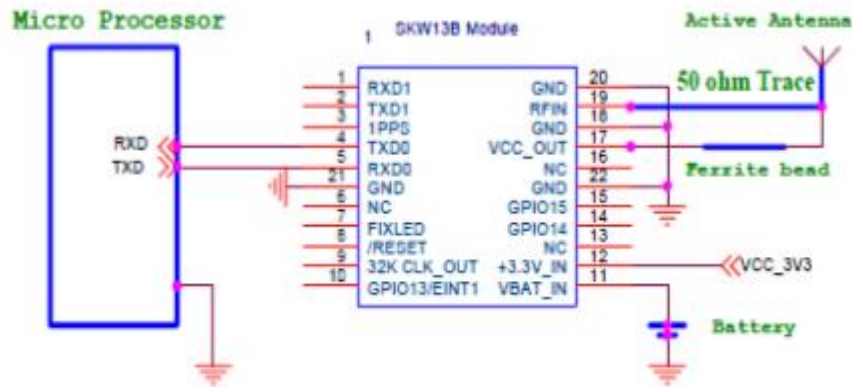 Micro Processor
1
SKW13B Module
Active Antenna
1 RXD1
2 TXD1
3 1PPS
4 TXD0
5 RXD0
21 GND
6 NC
7 FIXLED
8 /RESET
9 32K CLK_OUT
10 GPIO13/EINT1
GND 20
RFIN 19
GND 18
VCC_OUT 17
NC 16
GND 22
GPIO15 15
GPIO14 14
NC 13
+3.3V_IN 12
VBAT_IN 11
RXD
TXD
50 ohm Trace
Ferrite bead
VCC_3V3
Battery